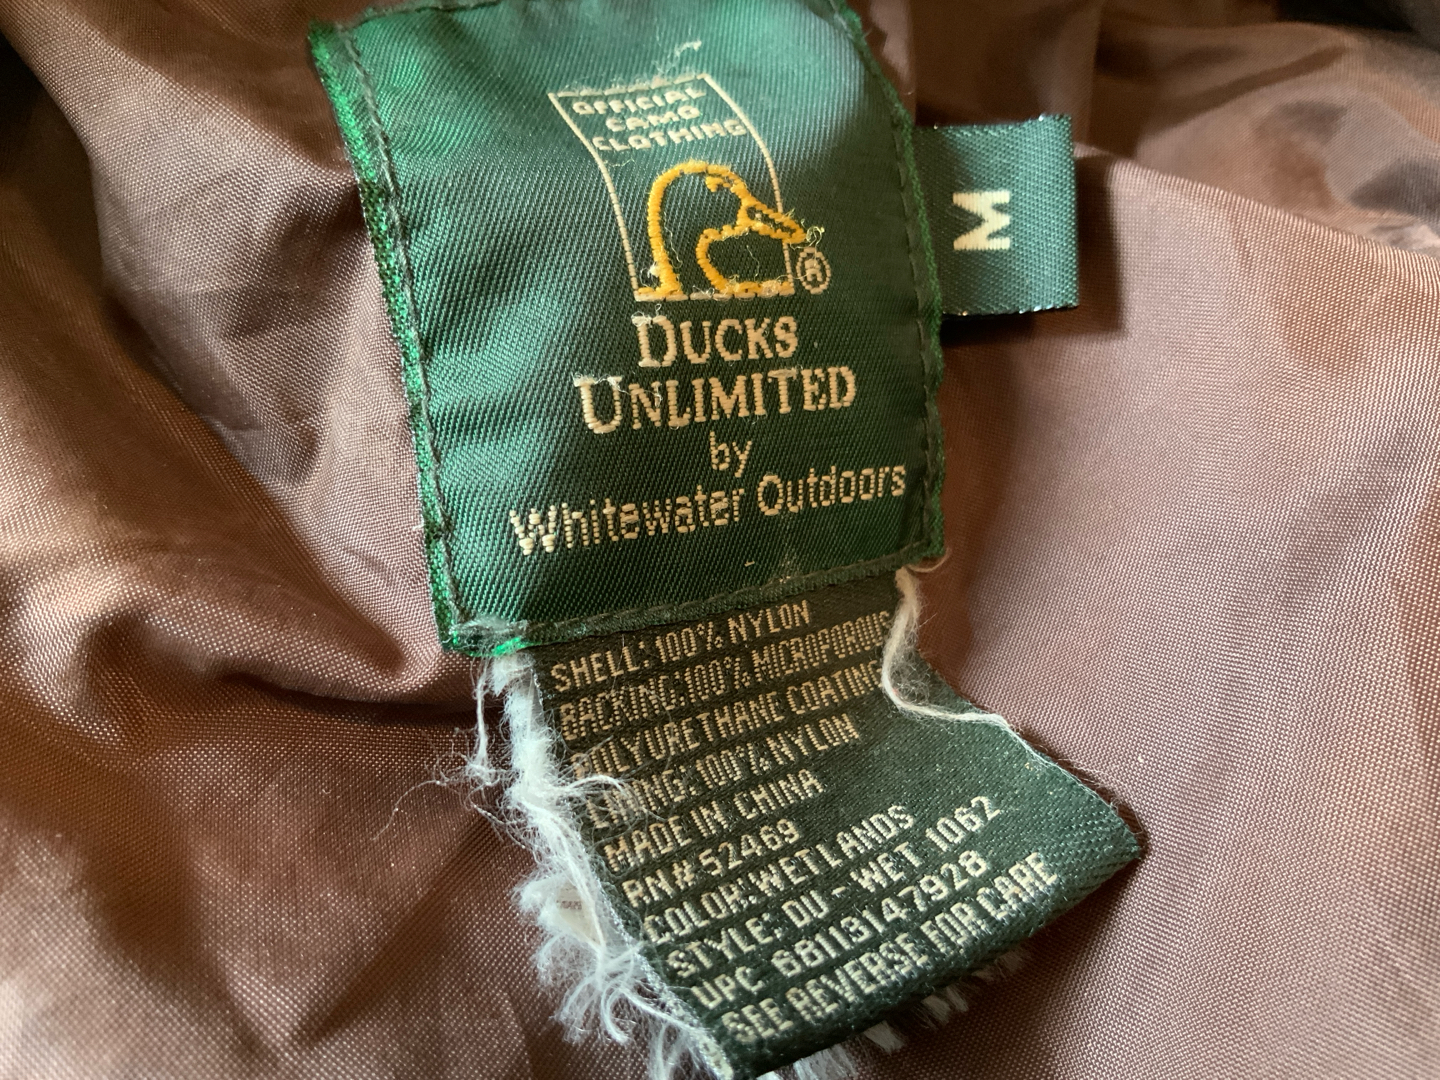 OFFICIAL
CAMO
CLOTHING
®
DUCKS
UNLIMITED
by
Whitewater Outdoors
M
SHELL: 100% NYLON
BACKING: 100% MICROPOROUS
POLYURETHANE COATING
LINING: 100% NYLON
MADE IN CHINA
RN# 52469
COLOR: WETLANDS
STYLE: DU - WET 1062
UPC 68113147928
SEE REVERSE FOR CARE